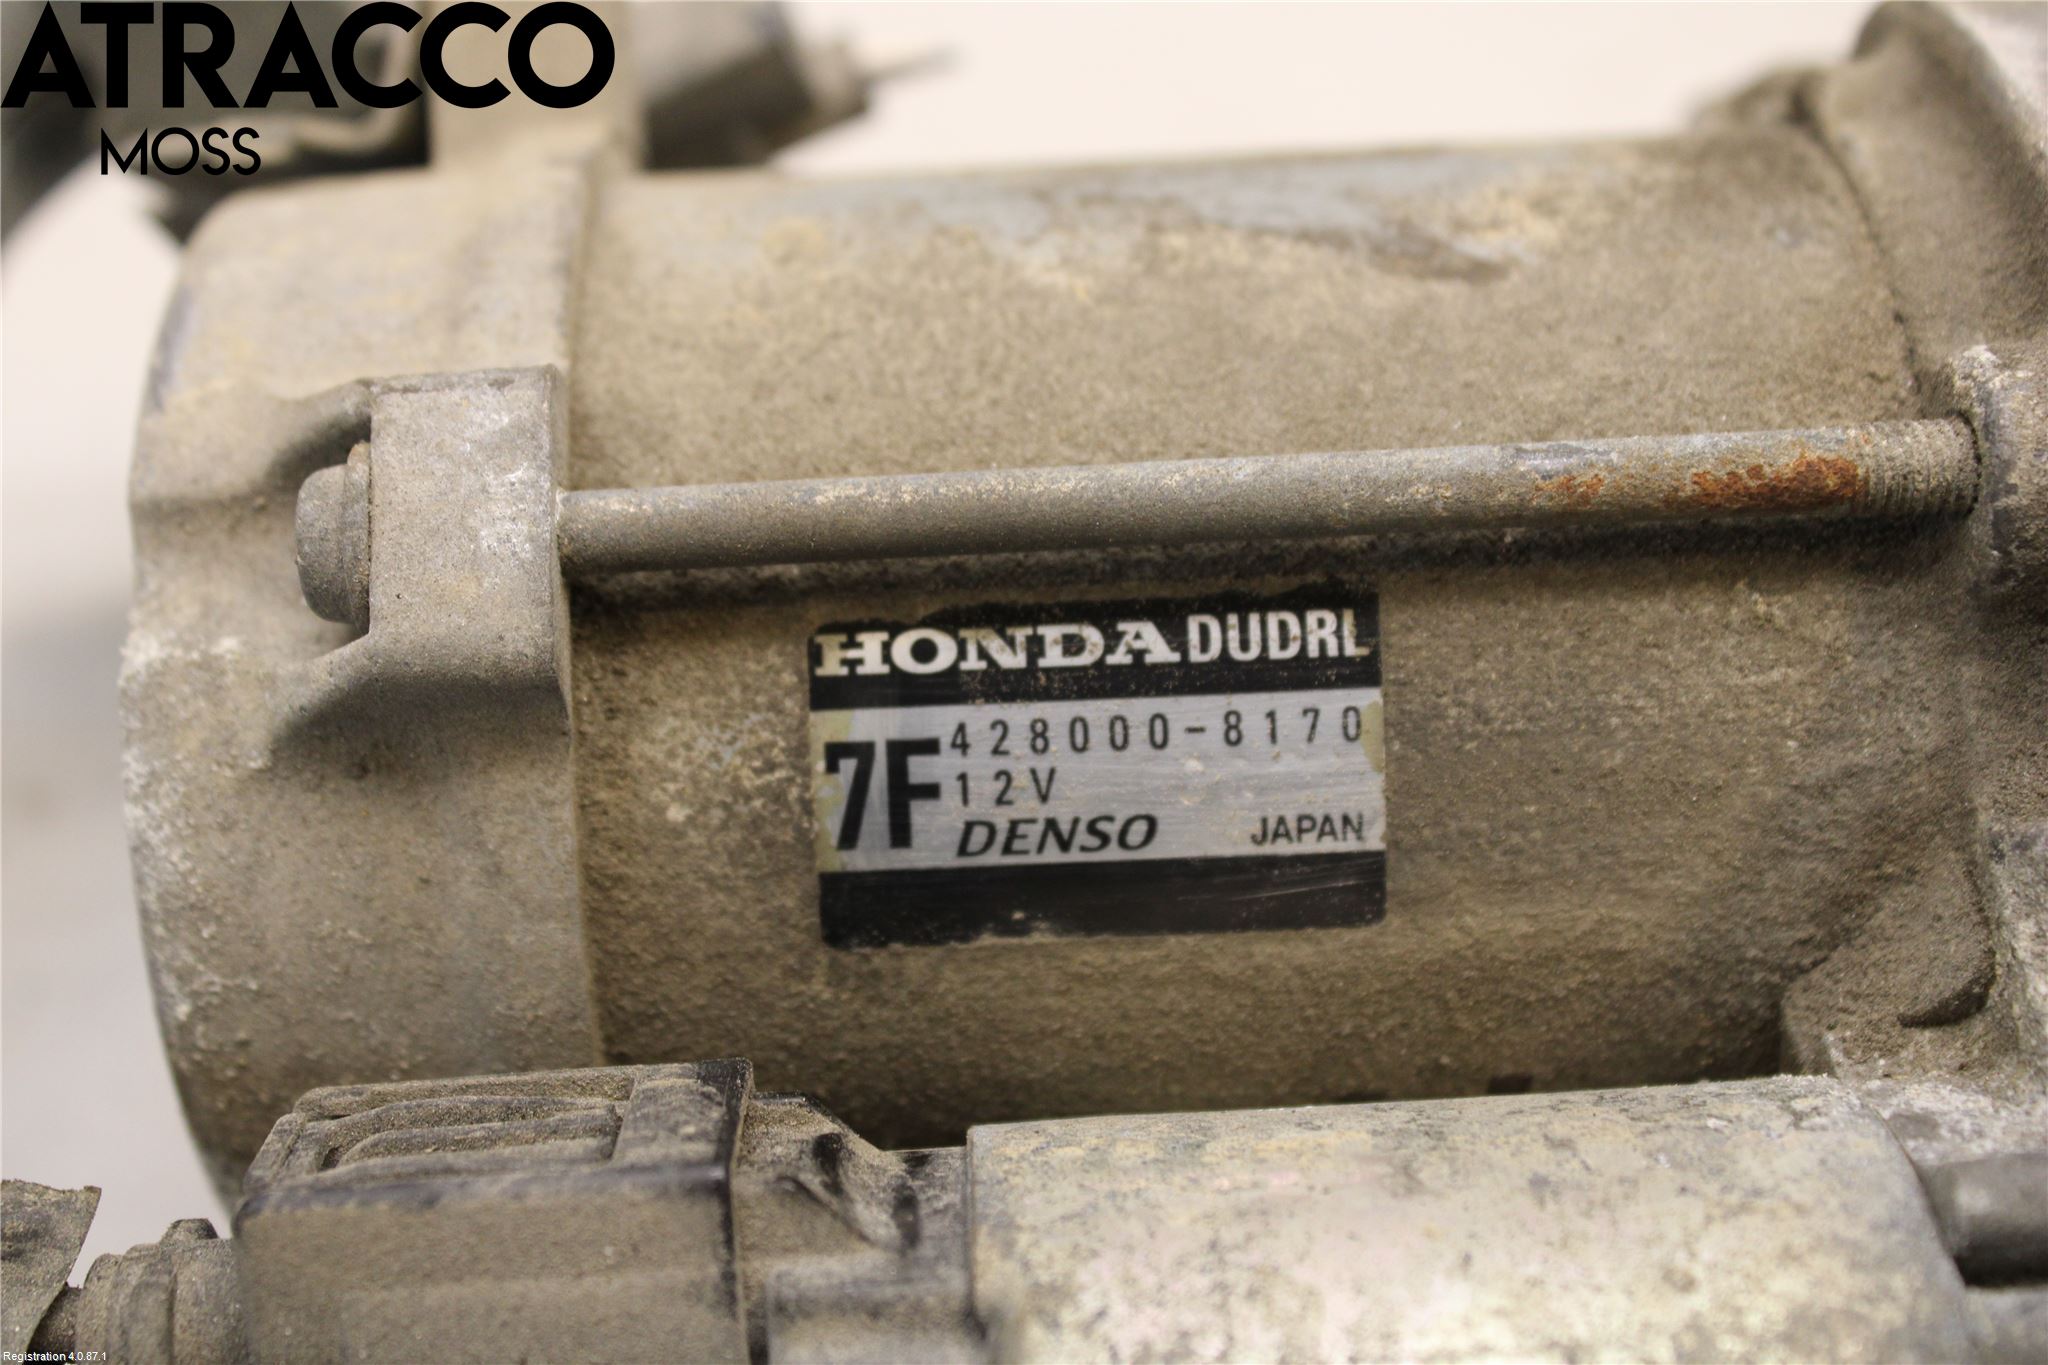 ATRACCO
MOSS
HONDA DUDRL
7F
428000-8170
12V
DENSO JAPAN
Registration 4.0.87.1